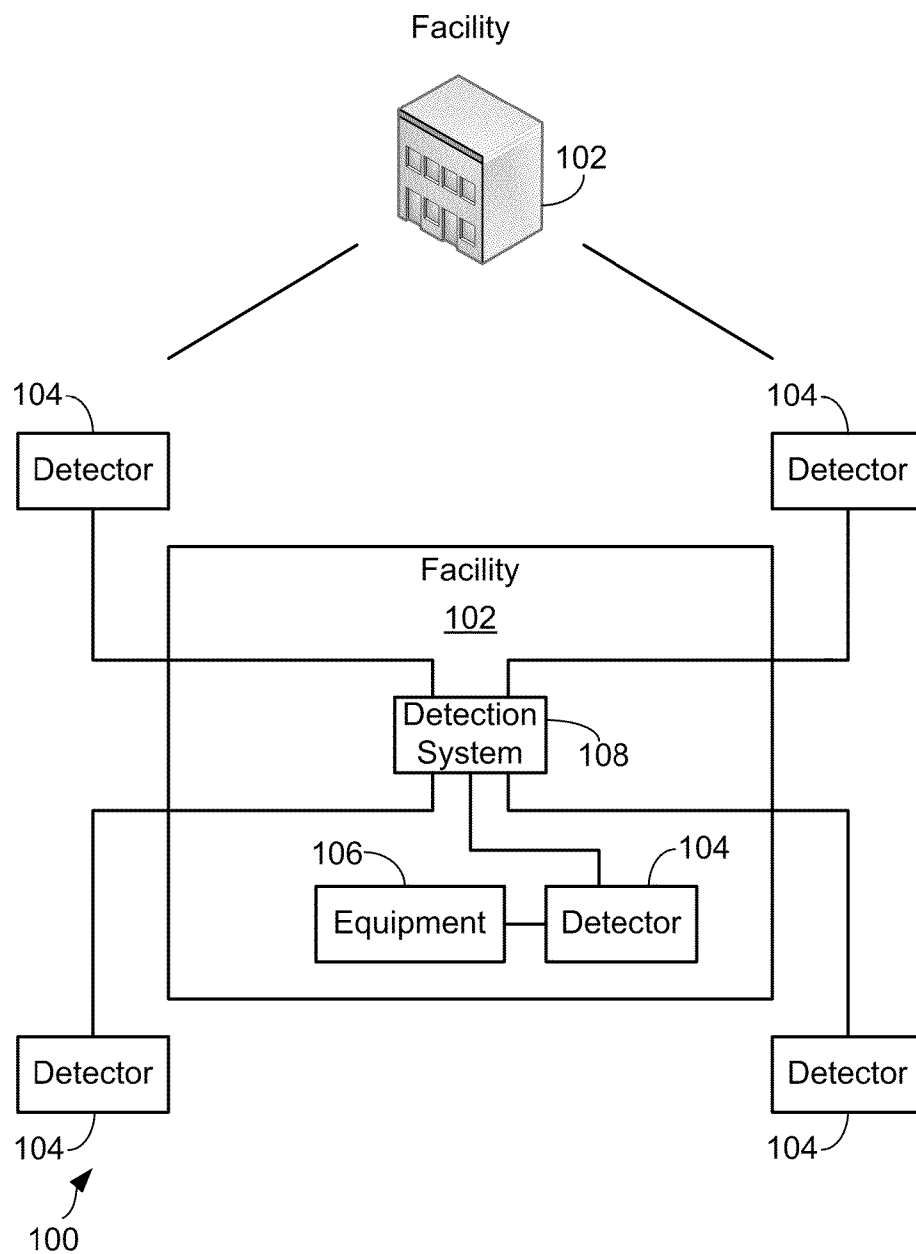 Facility
102
104
104
Detector
Detector
Facility
102
Detection
System
108
106
104
Equipment
Detector
Detector
Detector
104
104
100